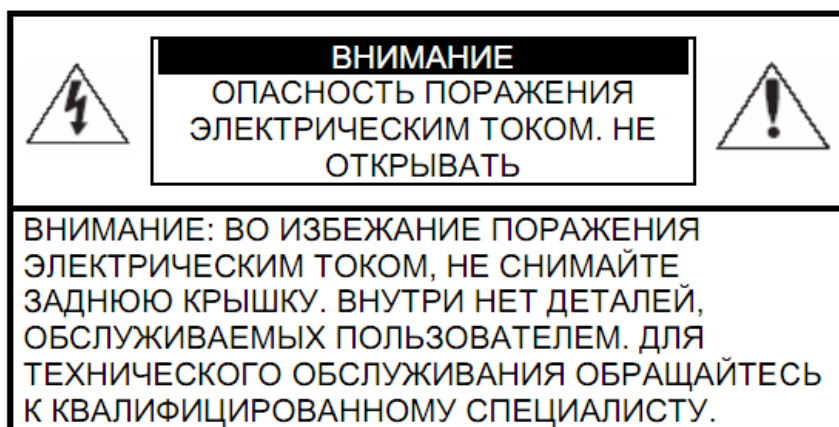 ВНИМАНИЕ
ОПАСНОСТЬ ПОРАЖЕНИЯ
ЭЛЕКТРИЧЕСКИМ ТОКОМ. НЕ
ОТКРЫВАТЬ
ВНИМАНИЕ: ВО ИЗБЕЖАНИЕ ПОРАЖЕНИЯ
ЭЛЕКТРИЧЕСКИМ ТОКОМ, НЕ СНИМАЙТЕ
ЗАДНЮЮ КРЫШКУ. ВНУТРИ НЕТ ДЕТАЛЕЙ,
ОБСЛУЖИВАЕМЫХ ПОЛЬЗОВАТЕЛЕМ. ДЛЯ
ТЕХНИЧЕСКОГО ОБСЛУЖИВАНИЯ ОБРАЩАЙТЕСЬ
К КВАЛИФИЦИРОВАННОМУ СПЕЦИАЛИСТУ.